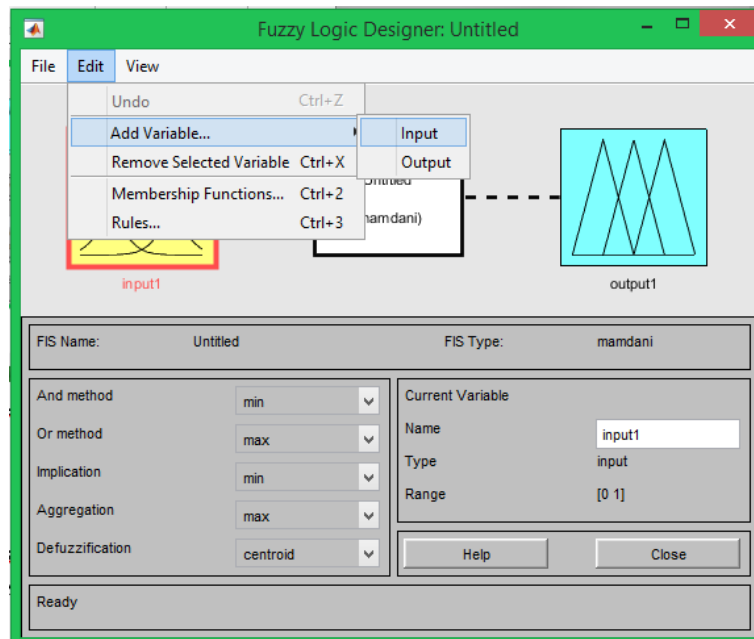 Fuzzy Logic Designer: Untitled
File Edit View
Undo Ctrl+Z
Add Variable...
Remove Selected Variable Ctrl+X
Membership Functions... Ctrl+2
Rules... Ctrl+3
Input
Output
Untitled
mamdani)
input1
output1
FIS Name: Untitled
FIS Type: mamdani
And method min
Or method max
Implication min
Aggregation max
Defuzzification centroid
Current Variable
Name input1
Type input
Range [0 1]
Help Close
Ready